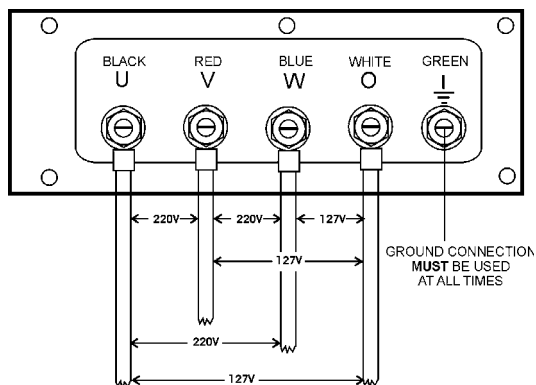 BLACK RED BLUE WHITE GREEN
U V W O
220V 220V 127V
127V
GROUND CONNECTION
MUST BE USED
AT ALL TIMES
220V
127V